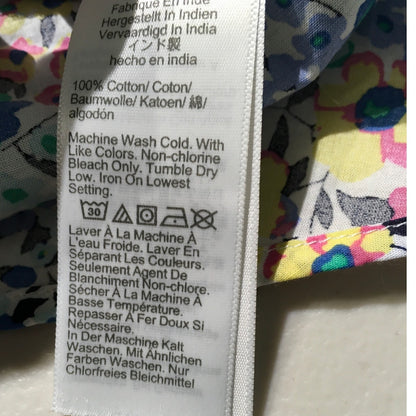 Fabriqué En Inde
Hergestellt In Indien
Vervaardigd In India
インド製
hecho en india
100% Cotton/ Coton/
Baumwolle/ Katoen/ 綿/
algodón
Machine Wash Cold. With
Like Colors. Non-chlorine
Bleach Only. Tumble Dry
Low. Iron On Lowest
Setting.
30
Laver À La Machine À
L'eau Froide. Laver En
Séparant Les Couleurs.
Seulement Agent De
Blanchiment Non-chlore.
Sécher À La Machine À
Basse Température.
Repasser À Fer Doux Si
Nécessaire.
In Der Maschine Kalt
Waschen. Mit Ähnlichen
Farben Waschen. Nur
Chlorfreies Bleichmittel